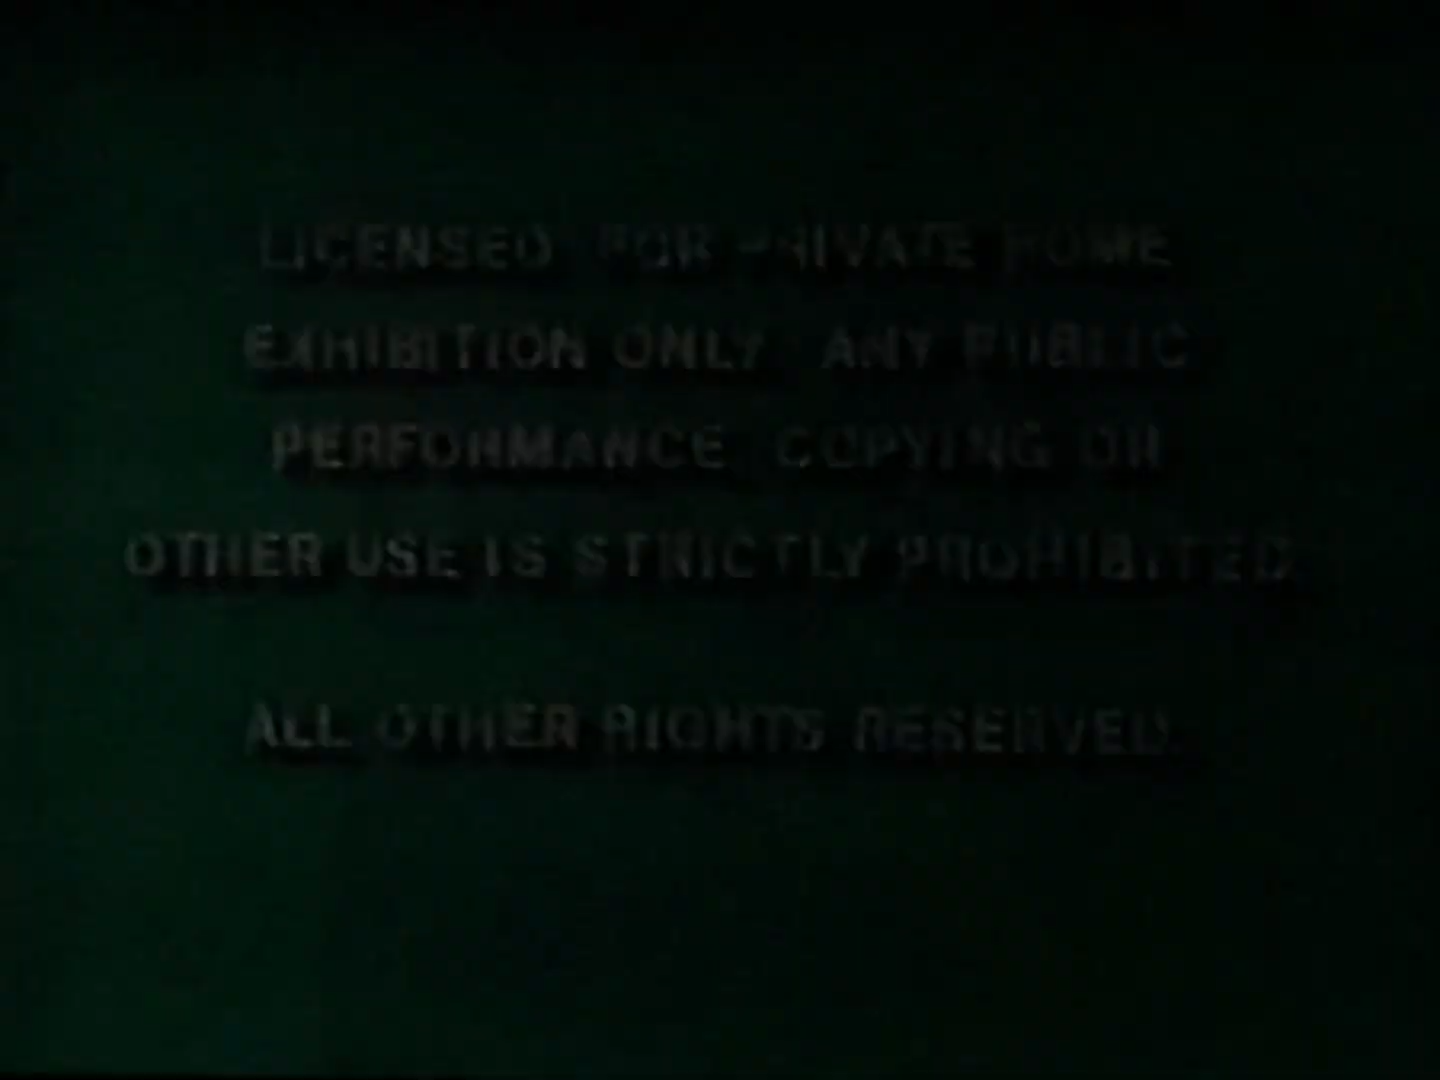 LICENSED FOR PRIVATE HOME
EXHIBITION ONLY. ANY PUBLIC
PERFORMANCE, COPYING OR
OTHER USE IS STRICTLY PROHIBITED.
ALL OTHER RIGHTS RESERVED.